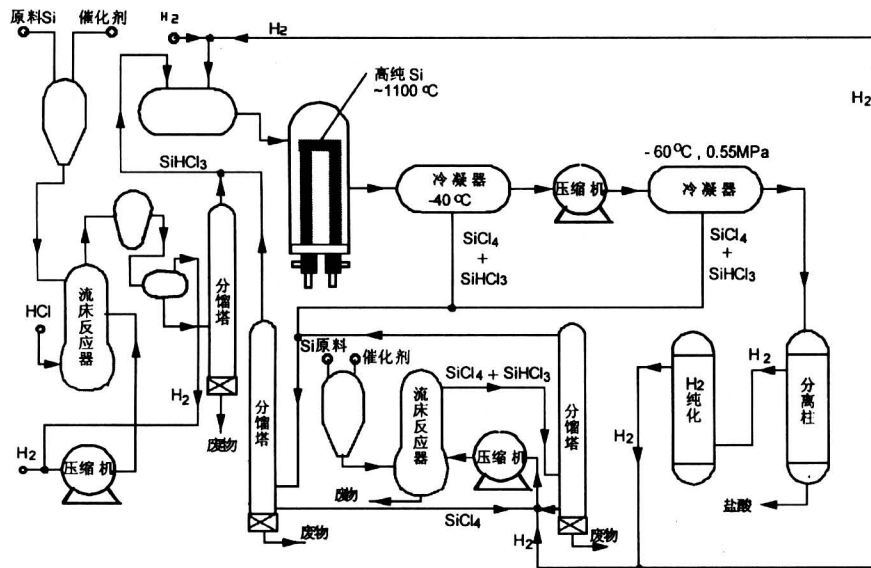 原料Si
催化剂
H2
H2
高纯 Si
~1100 ℃
H2
- 60℃ , 0.55MPa
SiHCl3
冷凝器
-40℃
压缩机
冷凝器
SiCl4
+
SiHCl3
SiCl4
+
SiHCl3
HCl
流床反应器
分馏塔
H2
H2
压缩机
废物
分馏塔
Si原料
催化剂
SiCl4 + SiHCl3
流床反应器
压缩机
分馏塔
H2
H2纯化
H2
分离柱
废物
SiCl4
H2
盐酸
废物
废物